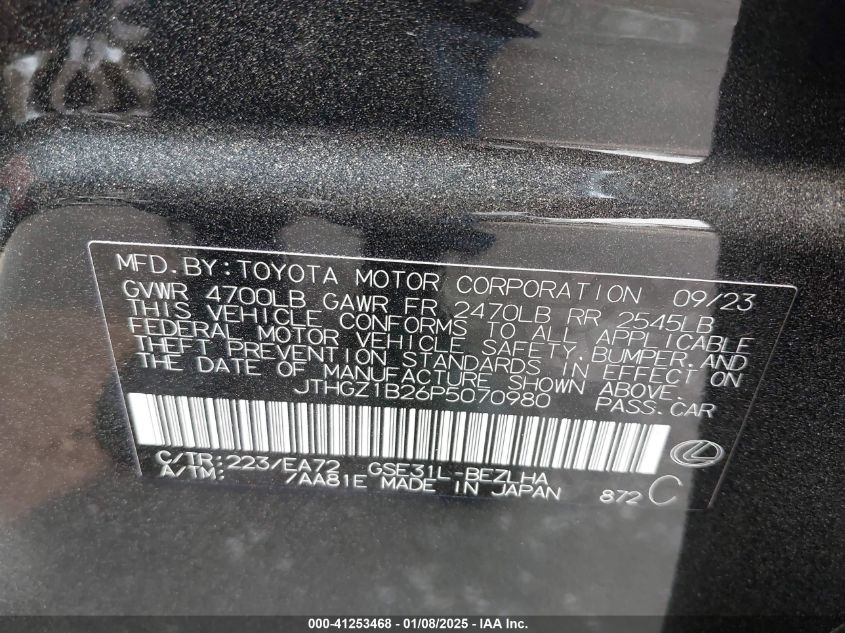 MFD.BY:TOYOTA MOTOR CORPORATION 09/23
GVWR 4700LB GAWR FR 2470LB RR 2545LB
THIS VEHICLE CONFORMS TO ALL APPLICABLE
FEDERAL MOTOR VEHICLE SAFETY,BUMPER,AND
THEFT PREVENTION STANDARDS IN EFFECT ON
THE DATE OF MANUFACTURE SHOWN ABOVE.
JTHGZ1B26P5070980 PASS.CAR
C/TR:223/EA72 GSE31L-BEZLHA
A/TM: /AA81E MADE IN JAPAN 872 C
000-41253468 - 01/08/2025 - IAA Inc.